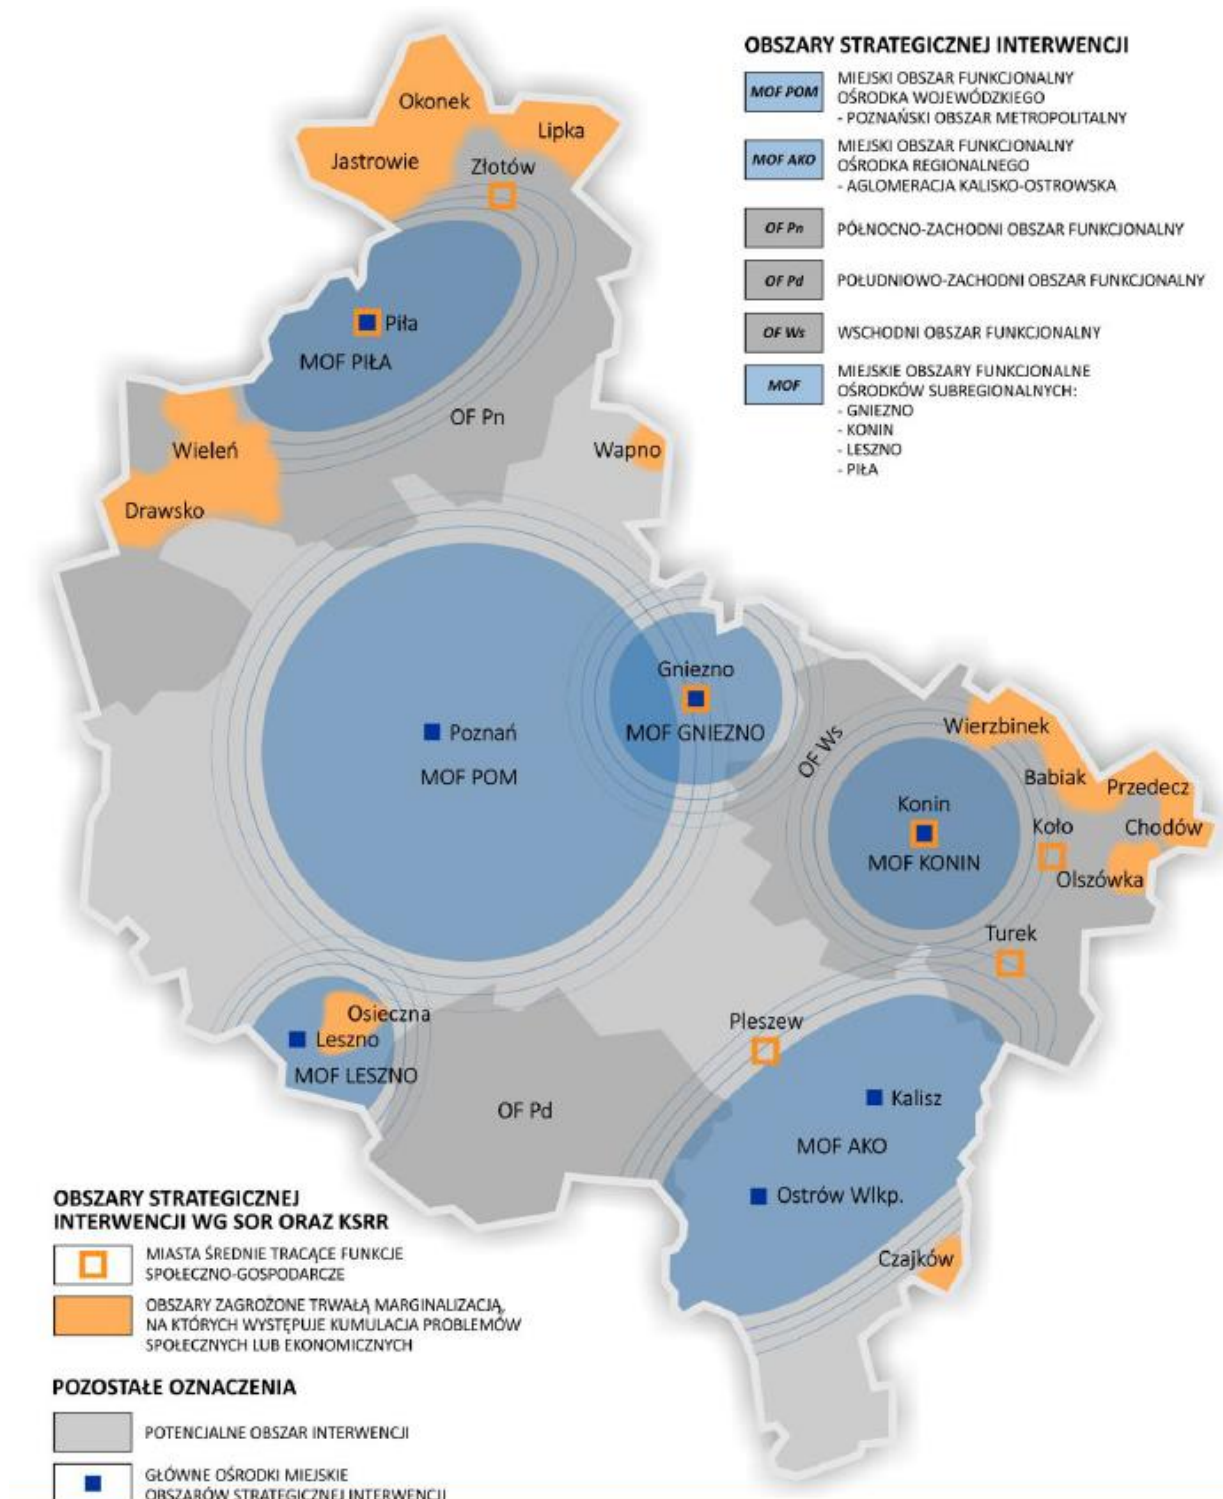 OBSZARY STRATEGICZNEJ INTERWENCJI
MOF POM
MIEJSKI OBSZAR FUNKCJONALNY
OŚRODKA WOJEWÓDZKIEGO
- POZNAŃSKI OBSZAR METROPOLITALNY
MOF AKO
MIEJSKI OBSZAR FUNKCJONALNY
OŚRODKA REGIONALNEGO
- AGLOMERACJA KALISKO-OSTROWSKA
OF Pn
PÓŁNOCNO-ZACHODNI OBSZAR FUNKCJONALNY
OF Pd
POŁUDNIOWO-ZACHODNI OBSZAR FUNKCJONALNY
OF Ws
WSCHODNI OBSZAR FUNKCJONALNY
MOF
MIEJSKIE OBSZARY FUNKCJONALNE
OŚRODKÓW SUBREGIONALNYCH:
- GNIEZNO
- KONIN
- LESZNO
- PIŁA
Okonek
Lipka
Jastrowie
Złotów
Piła
MOF PIŁA
OF Pn
Wieleń
Wapno
Drawsko
Gniezno
MOF GNIEZNO
Poznań
MOF POM
OF Ws
Wierzbinek
Babiak
Przedecz
Konin
Koło
Chodów
MOF KONIN
Olszówka
Turek
Osieczna
Leszno
MOF LESZNO
Pleszew
Kalisz
OF Pd
MOF AKO
Ostrów Wlkp.
Czajków
OBSZARY STRATEGICZNEJ
INTERWENCJI WG SOR ORAZ KSRR
MIASTA ŚREDNIE TRACĄCE FUNKCJE
SPOŁECZNO-GOSPODARCZE
OBSZARY ZAGROŻONE TRWAŁĄ MARGINALIZACJĄ,
NA KTÓRYCH WYSTĘPUJE KUMULACJA PROBLEMÓW
SPOŁECZNYCH LUB EKONOMICZNYCH
POZOSTAŁE OZNACZENIA
POTENCJALNE OBSZAR INTERWENCJI
GŁÓWNE OŚRODKI MIEJSKIE
OBSZARÓW STRATEGICZNEJ INTERWENCJI